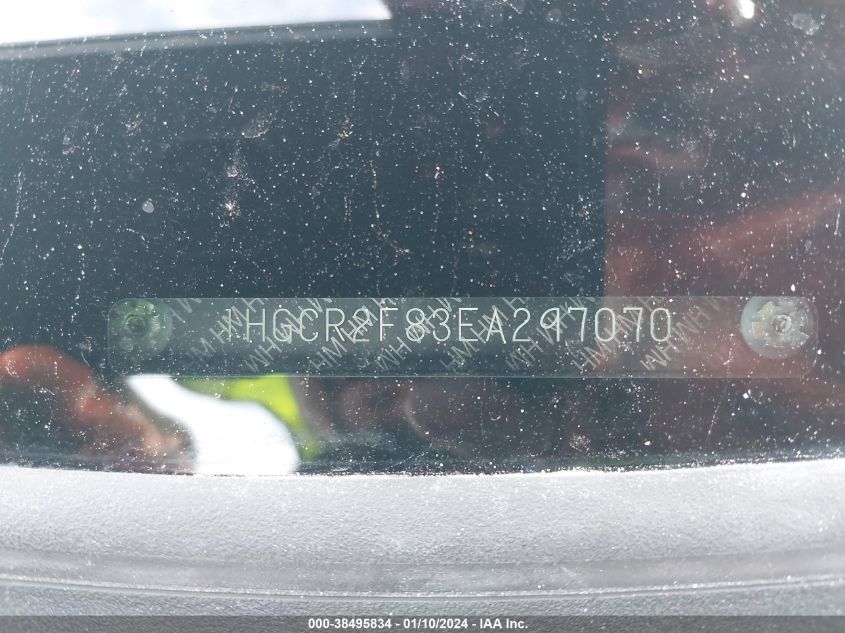 1HGCR2F83EA297070
000-38495834 - 01/10/2024 - IAA Inc.